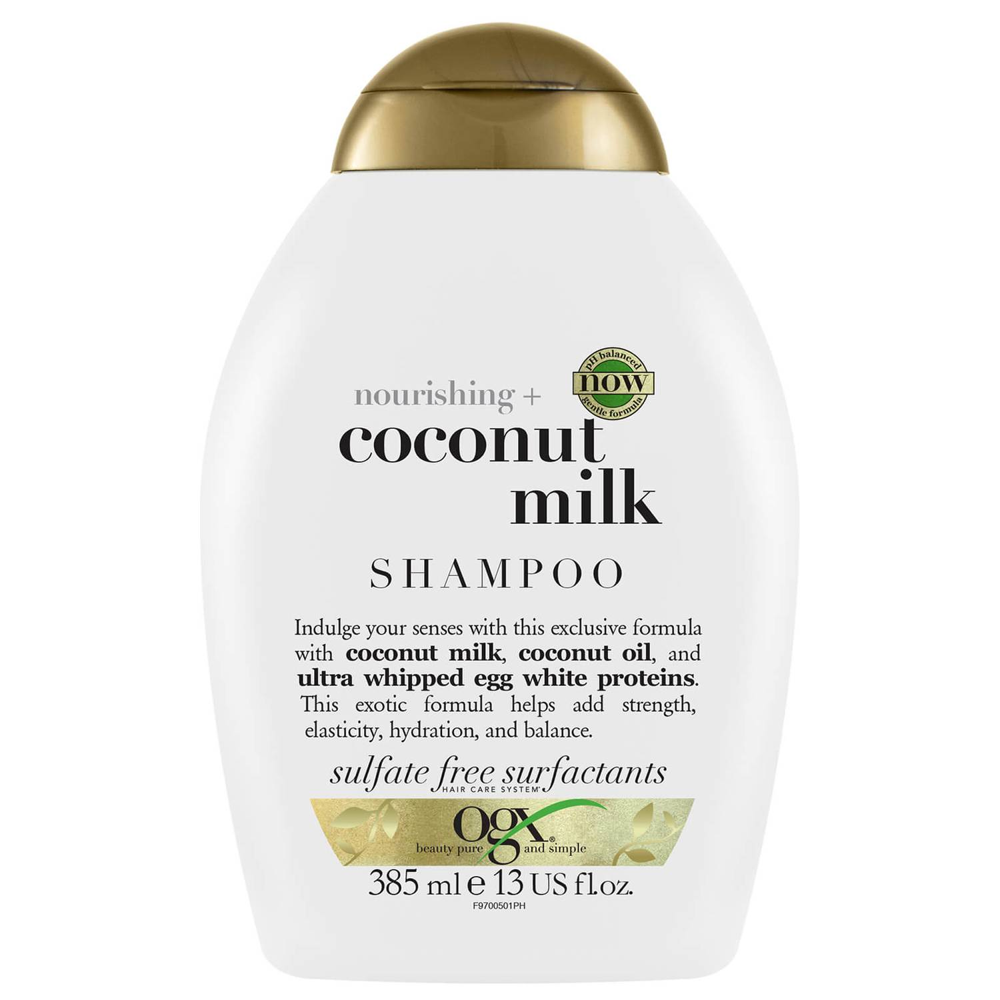 pH balanced
now
gentle formula
nourishing +
coconut
milk
SHAMPOO
Indulge your senses with this exclusive formula
with coconut milk, coconut oil, and
ultra whipped egg white proteins.
This exotic formula helps add strength,
elasticity, hydration, and balance.
sulfate free surfactants
HAIR CARE SYSTEM™
ogx®
beauty pure and simple
385 ml e 13 US fl.oz.
F9700501PH